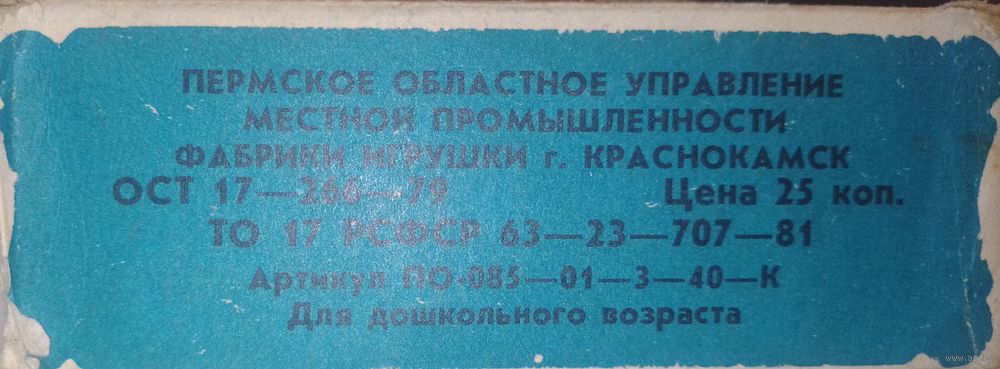 ПЕРМСКОЕ ОБЛАСТНОЕ УПРАВЛЕНИЕ
МЕСТНОЙ ПРОМЫШЛЕННОСТИ
ФАБРИКИ ИГРУШКИ г. КРАСНОКАМСК
ОСТ 17—266—79 Цена 25 коп.
ТО 17 РСФСР 63—23—707—81
Артикул ПО-085—01—3—40—К
Для дошкольного возраста